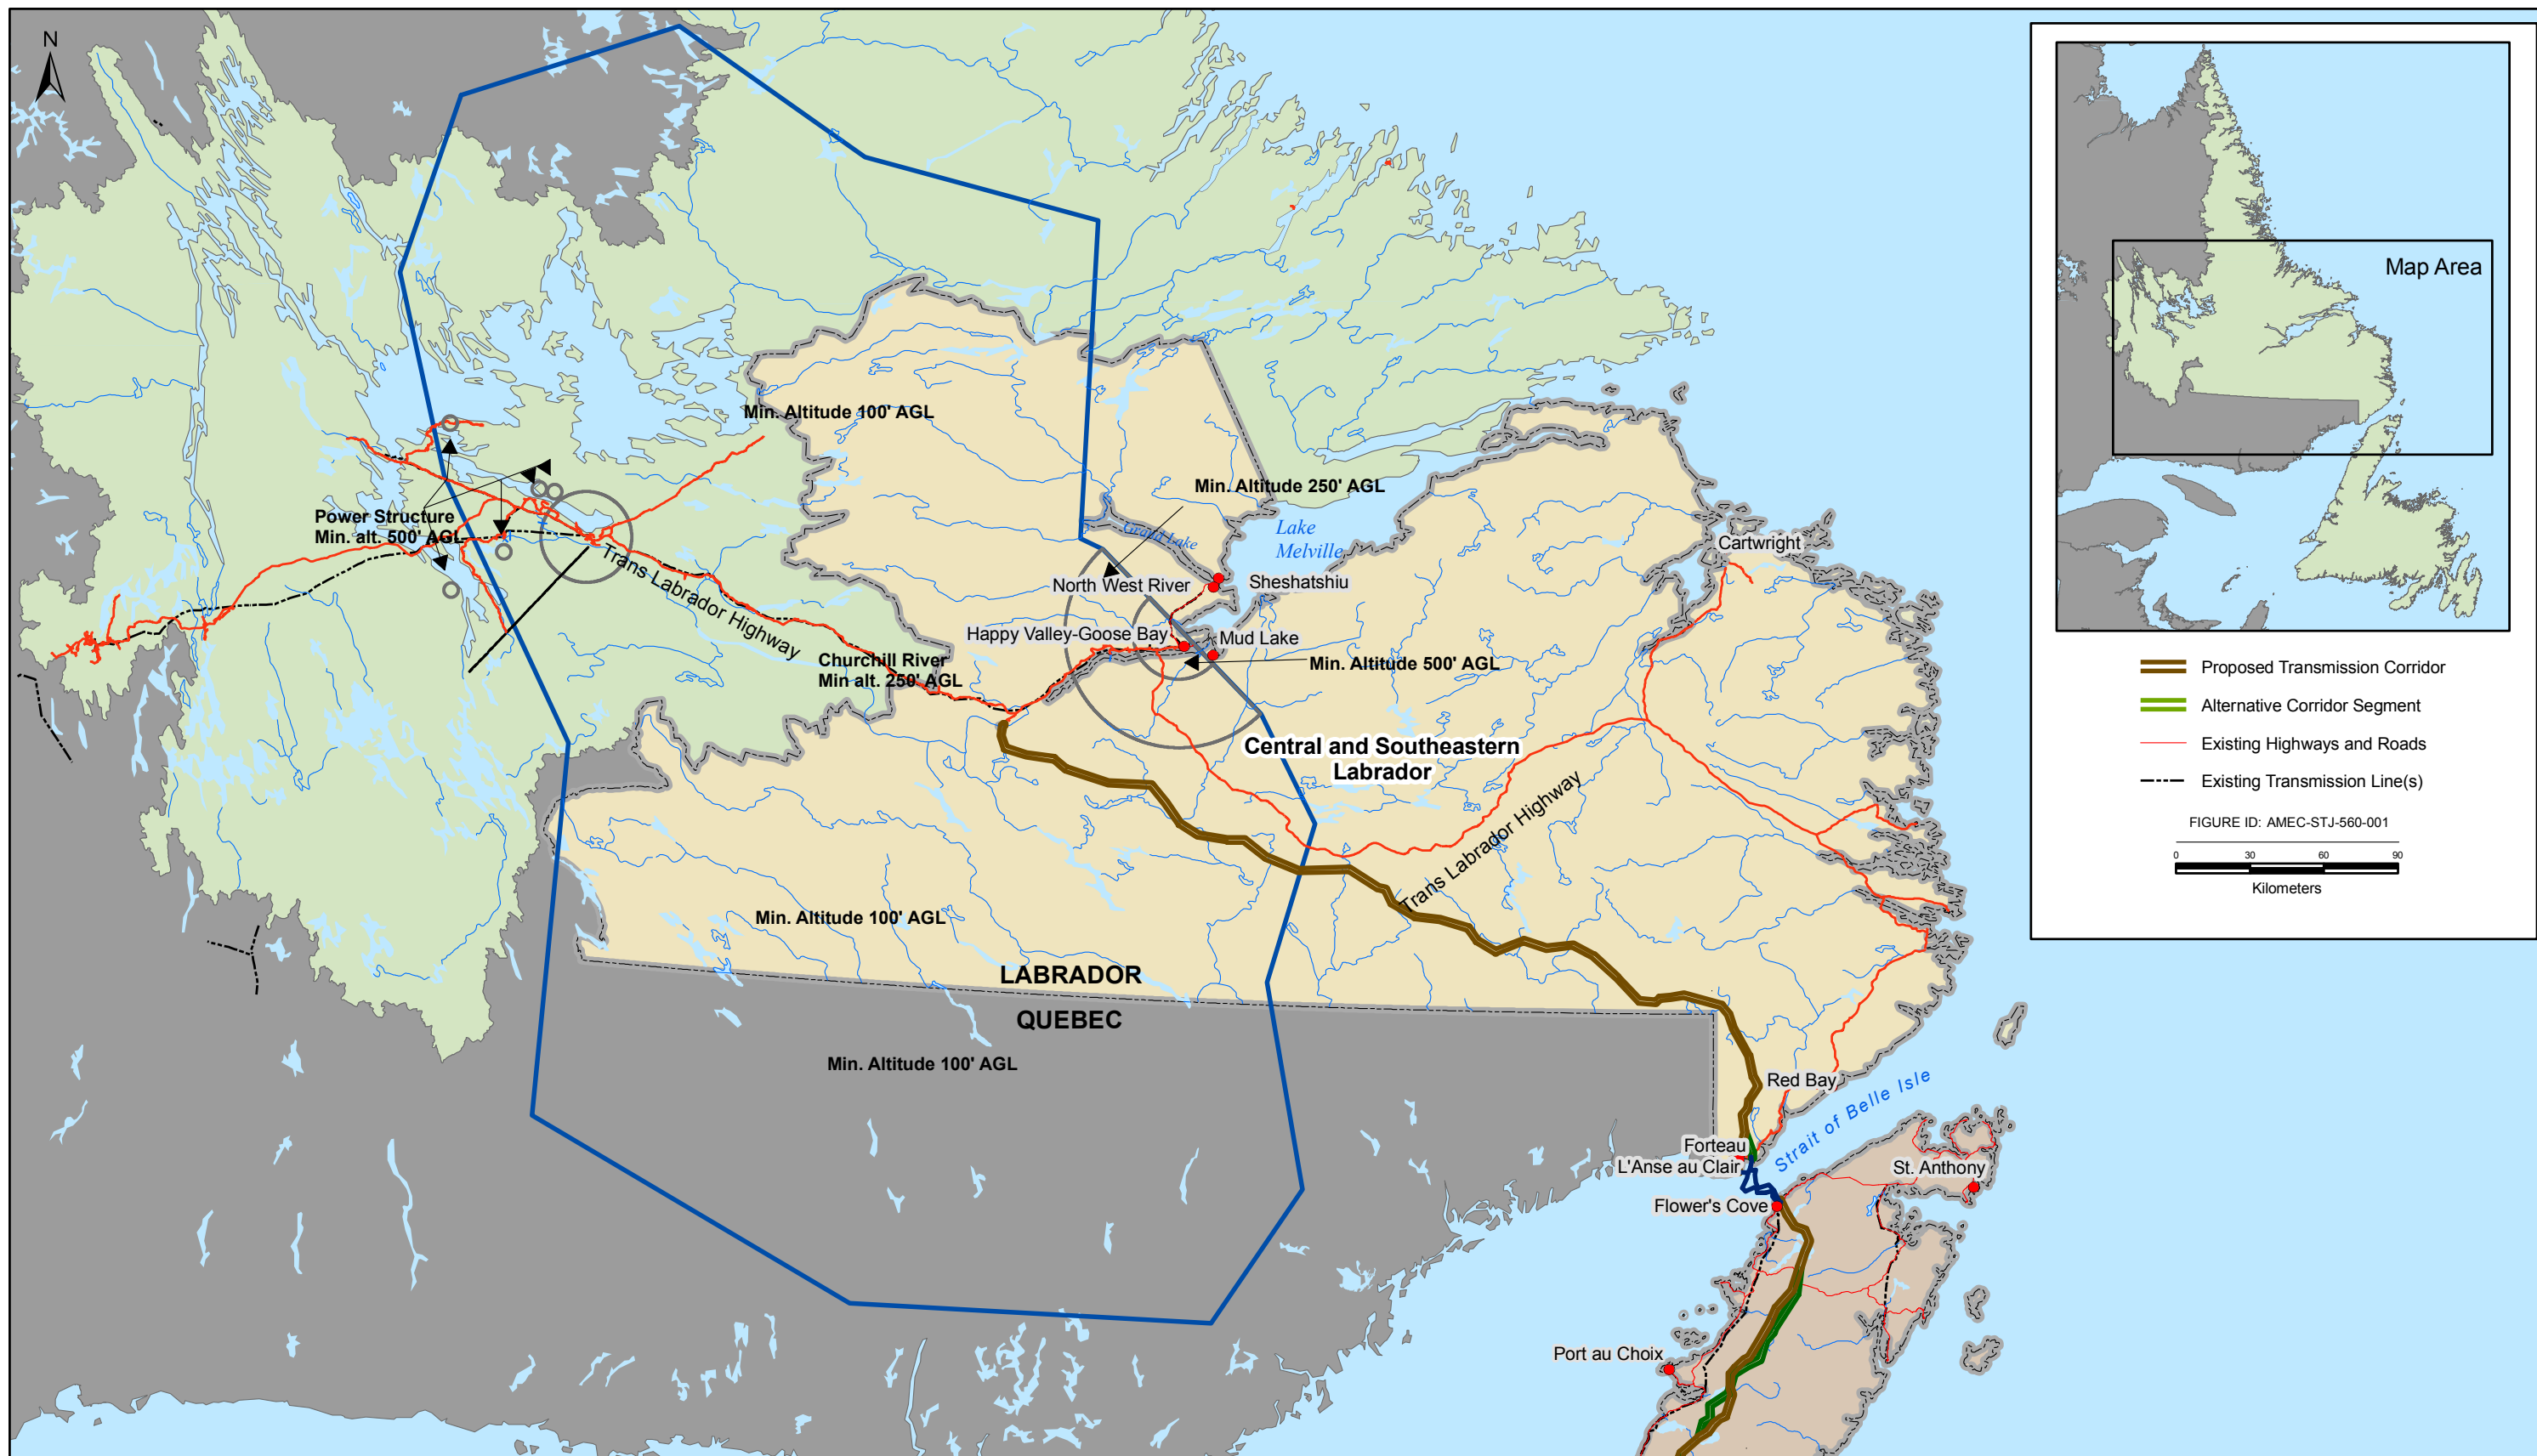 N
Min. Altitude 100' AGL
Min. Altitude 250' AGL
Power Structure
Min. alt. 500' AGL
Grand Lake
Lake
Melville
Cartwright
Trans Labrador Highway
North West River
Sheshatshiu
Happy Valley-Goose Bay
Mud Lake
Churchill River
Min alt. 250' AGL
Min. Altitude 500' AGL
Central and Southeastern
Labrador
Trans Labrador Highway
Min. Altitude 100' AGL
LABRADOR
QUEBEC
Min. Altitude 100' AGL
Red Bay
Strait of Belle Isle
Forteau
L'Anse au Clair
St. Anthony
Flower's Cove
Port au Choix
Map Area
Proposed Transmission Corridor
Alternative Corridor Segment
Existing Highways and Roads
Existing Transmission Line(s)
FIGURE ID: AMEC-STJ-560-001
0 30 60 90
Kilometers